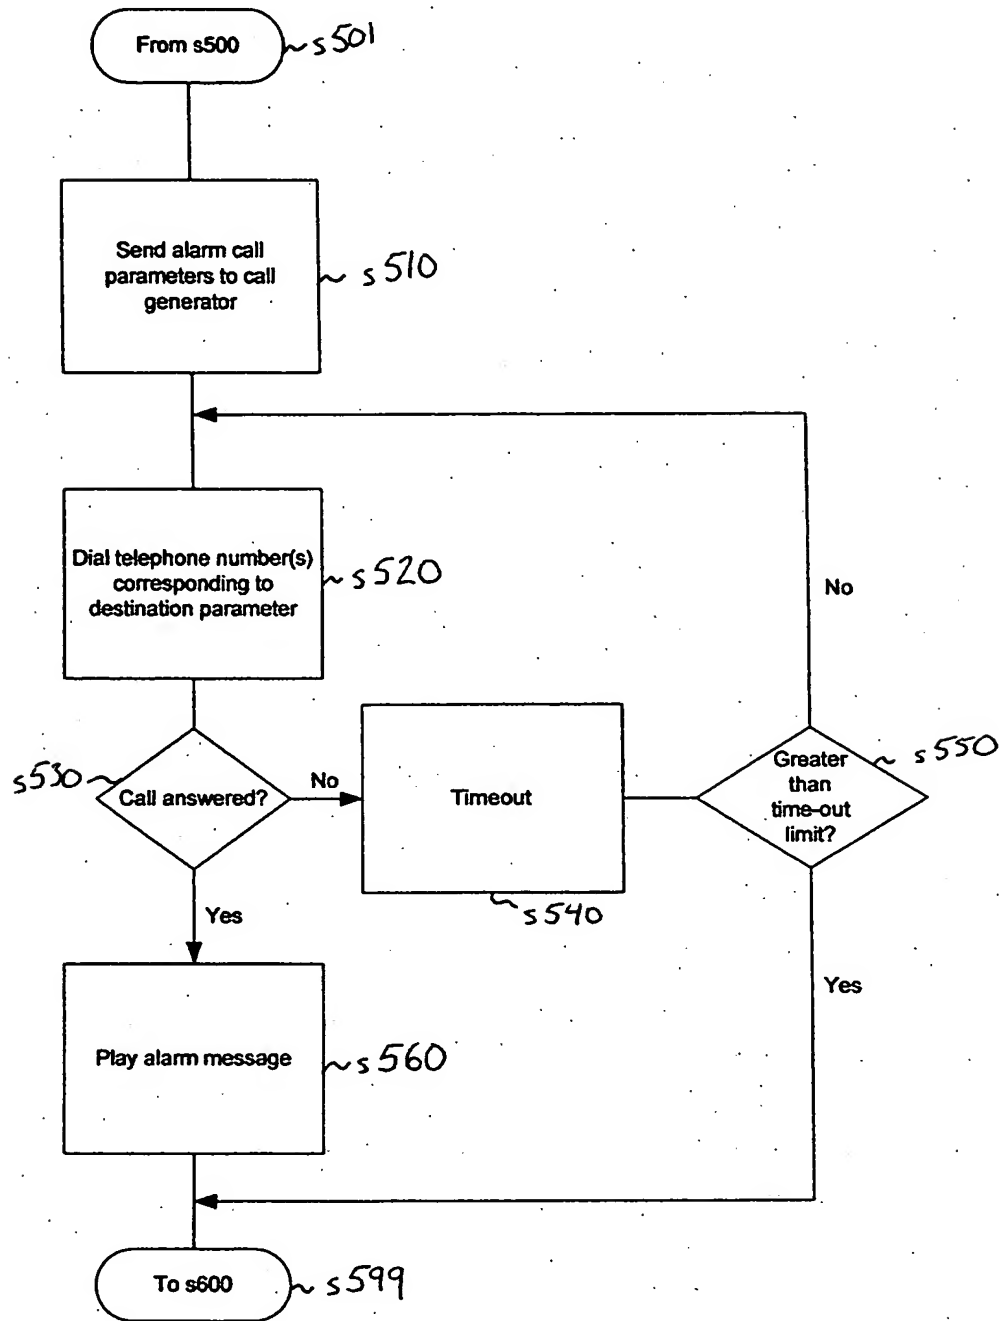 From s500
s501
Send alarm call
parameters to call
generator
s510
Dial telephone number(s)
corresponding to
destination parameter
s520
No
s530
Call answered?
No
Timeout
s540
Greater
than
time-out
limit?
s550
Yes
Yes
Play alarm message
s560
To s600
s599